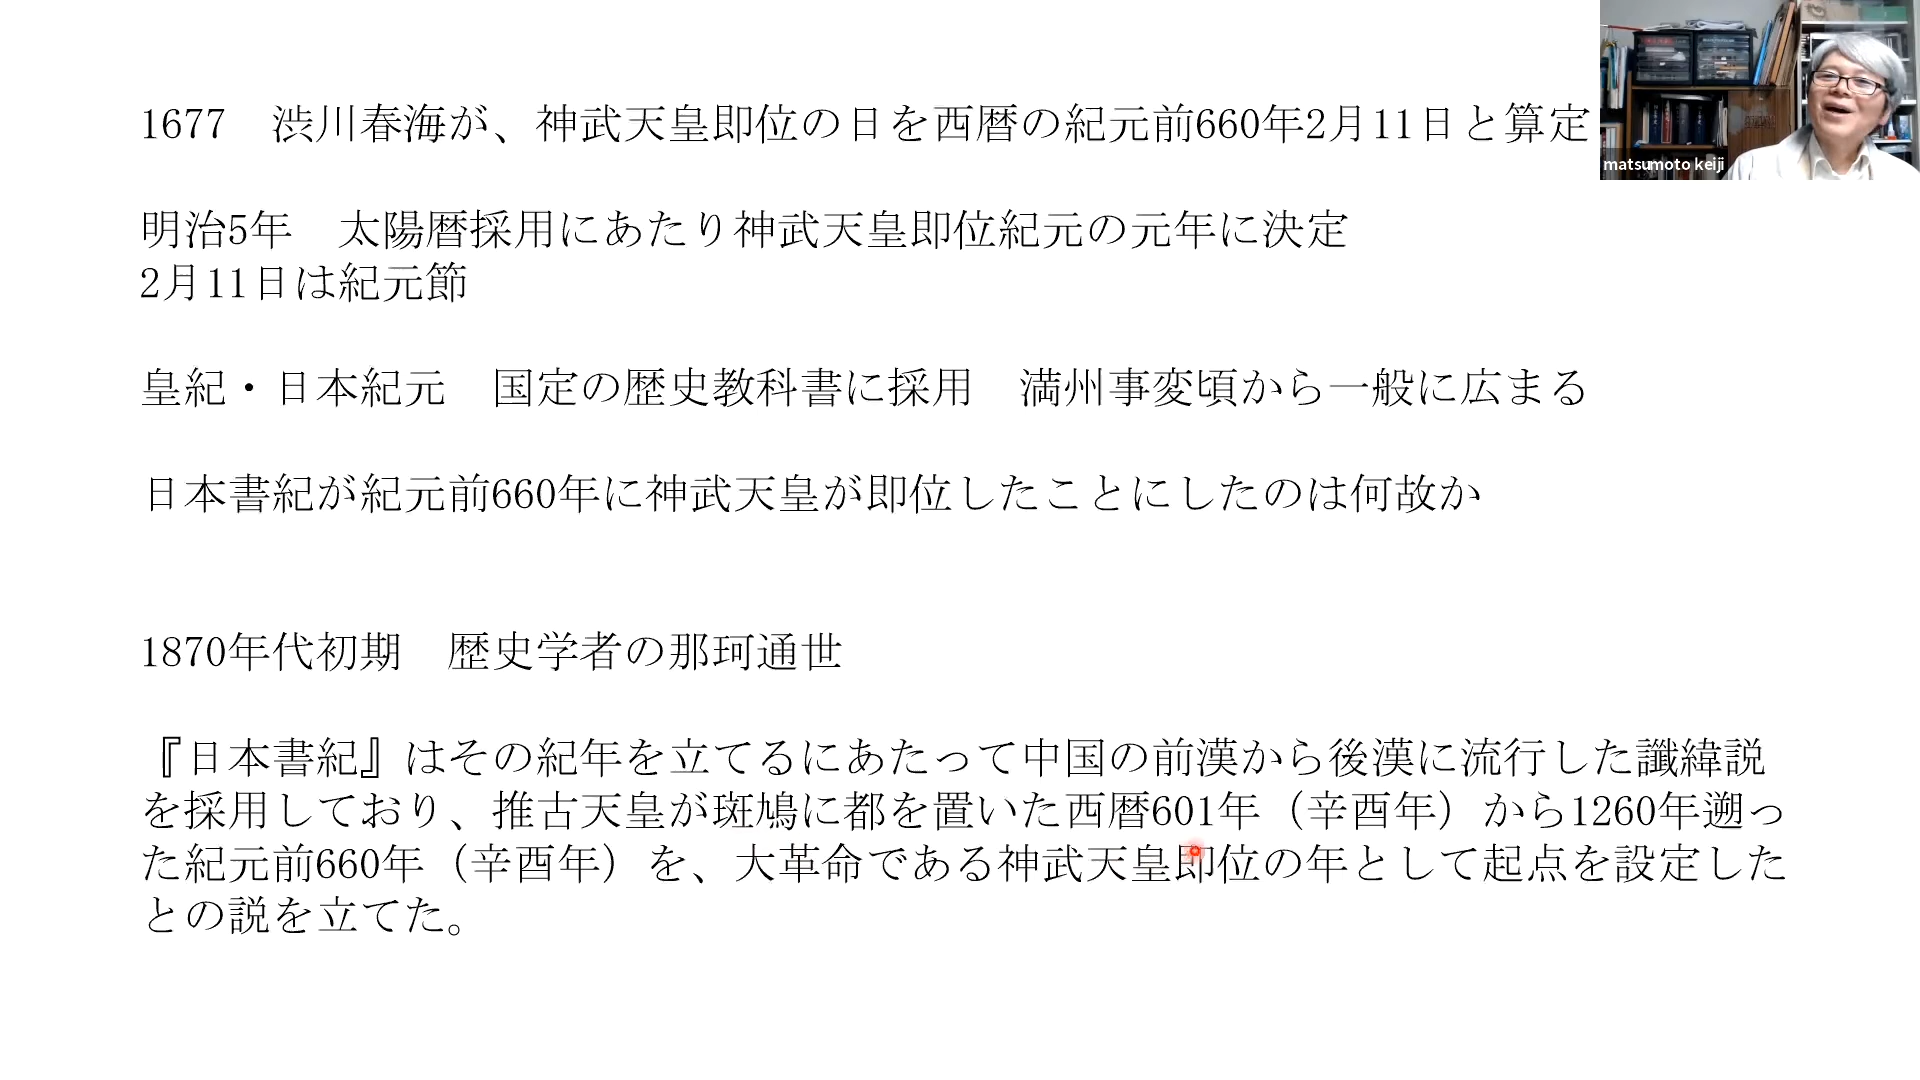 1677　渋川春海が、神武天皇即位の日を西暦の紀元前660年2月11日と算定
matsumoto keiji
明治5年　太陽暦採用にあたり神武天皇即位紀元の元年に決定
2月11日は紀元節
皇紀・日本紀元　国定の歴史教科書に採用　満州事変頃から一般に広まる
日本書紀が紀元前660年に神武天皇が即位したことにしたのは何故か
1870年代初期　歴史学者の那珂通世
『日本書紀』はその紀年を立てるにあたって中国の前漢から後漢に流行した讖緯説
を採用しており、推古天皇が斑鳩に都を置いた西暦601年（辛酉年）から1260年遡っ
た紀元前660年（辛酉年）を、大革命である神武天皇即位の年として起点を設定した
との説を立てた。